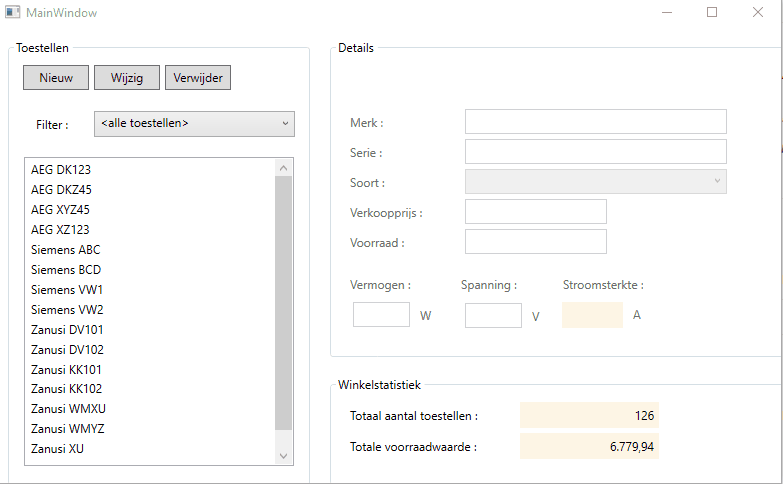 MainWindow
Toestellen
Nieuw Wijzig Verwijder
Filter : <alle toestellen>
AEG DK123
AEG DKZ45
AEG XYZ45
AEG XZ123
Siemens ABC
Siemens BCD
Siemens VW1
Siemens VW2
Zanusi DV101
Zanusi DV102
Zanusi KK101
Zanusi KK102
Zanusi WMXU
Zanusi WMYZ
Zanusi XU
Details
Merk :
Serie :
Soort :
Verkoopprijs :
Voorraad :
Vermogen : Spanning : Stroomsterkte :
W V A
Winkelstatistiek
Totaal aantal toestellen : 126
Totale voorraadwaarde : 6.779,94